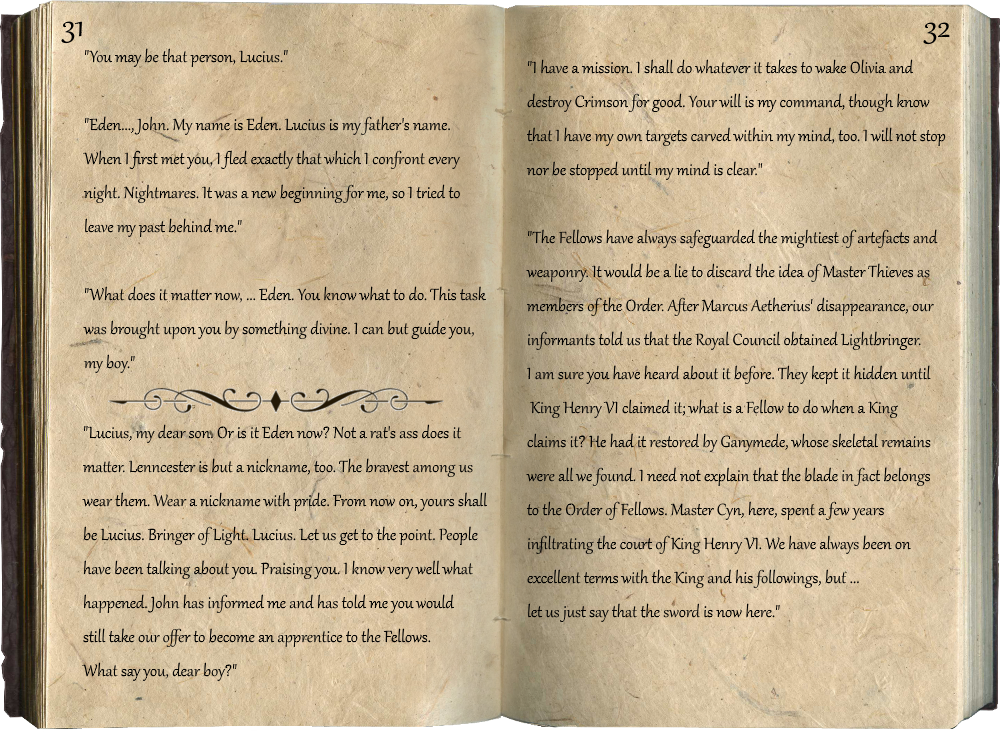 31
"You may be that person, Lucius."
"Eden..., John. My name is Eden. Lucius is my father's name.
When I first met you, I fled exactly that which I confront every
night. Nightmares. It was a new beginning for me, so I tried to
leave my past behind me."
"What does it matter now, ... Eden. You know what to do. This task
was brought upon you by something divine. I can but guide you,
my boy."
"Lucius, my dear son. Or is it Eden now? Not a rat's ass does it
matter. Lenncester is but a nickname, too. The bravest among us
wear them. Wear a nickname with pride. From now on, yours shall
be Lucius. Bringer of Light. Lucius. Let us get to the point. People
have been talking about you. Praising you. I know very well what
happened. John has informed me and has told me you would
still take our offer to become an apprentice to the Fellows.
What say you, dear boy?"
32
"I have a mission. I shall do whatever it takes to wake Olivia and
destroy Crimson for good. Your will is my command, though know
that I have my own targets carved within my mind, too. I will not stop
nor be stopped until my mind is clear."
"The Fellows have always safeguarded the mightiest of artefacts and
weaponry. It would be a lie to discard the idea of Master Thieves as
members of the Order. After Marcus Aetherius' disappearance, our
informants told us that the Royal Council obtained Lightbringer.
I am sure you have heard about it before. They kept it hidden until
King Henry VI claimed it; what is a Fellow to do when a King
claims it? He had it restored by Ganymede, whose skeletal remains
were all we found. I need not explain that the blade in fact belongs
to the Order of Fellows. Master Cyn, here, spent a few years
infiltrating the court of King Henry VI. We have always been on
excellent terms with the King and his followings, but ...
let us just say that the sword is now here."